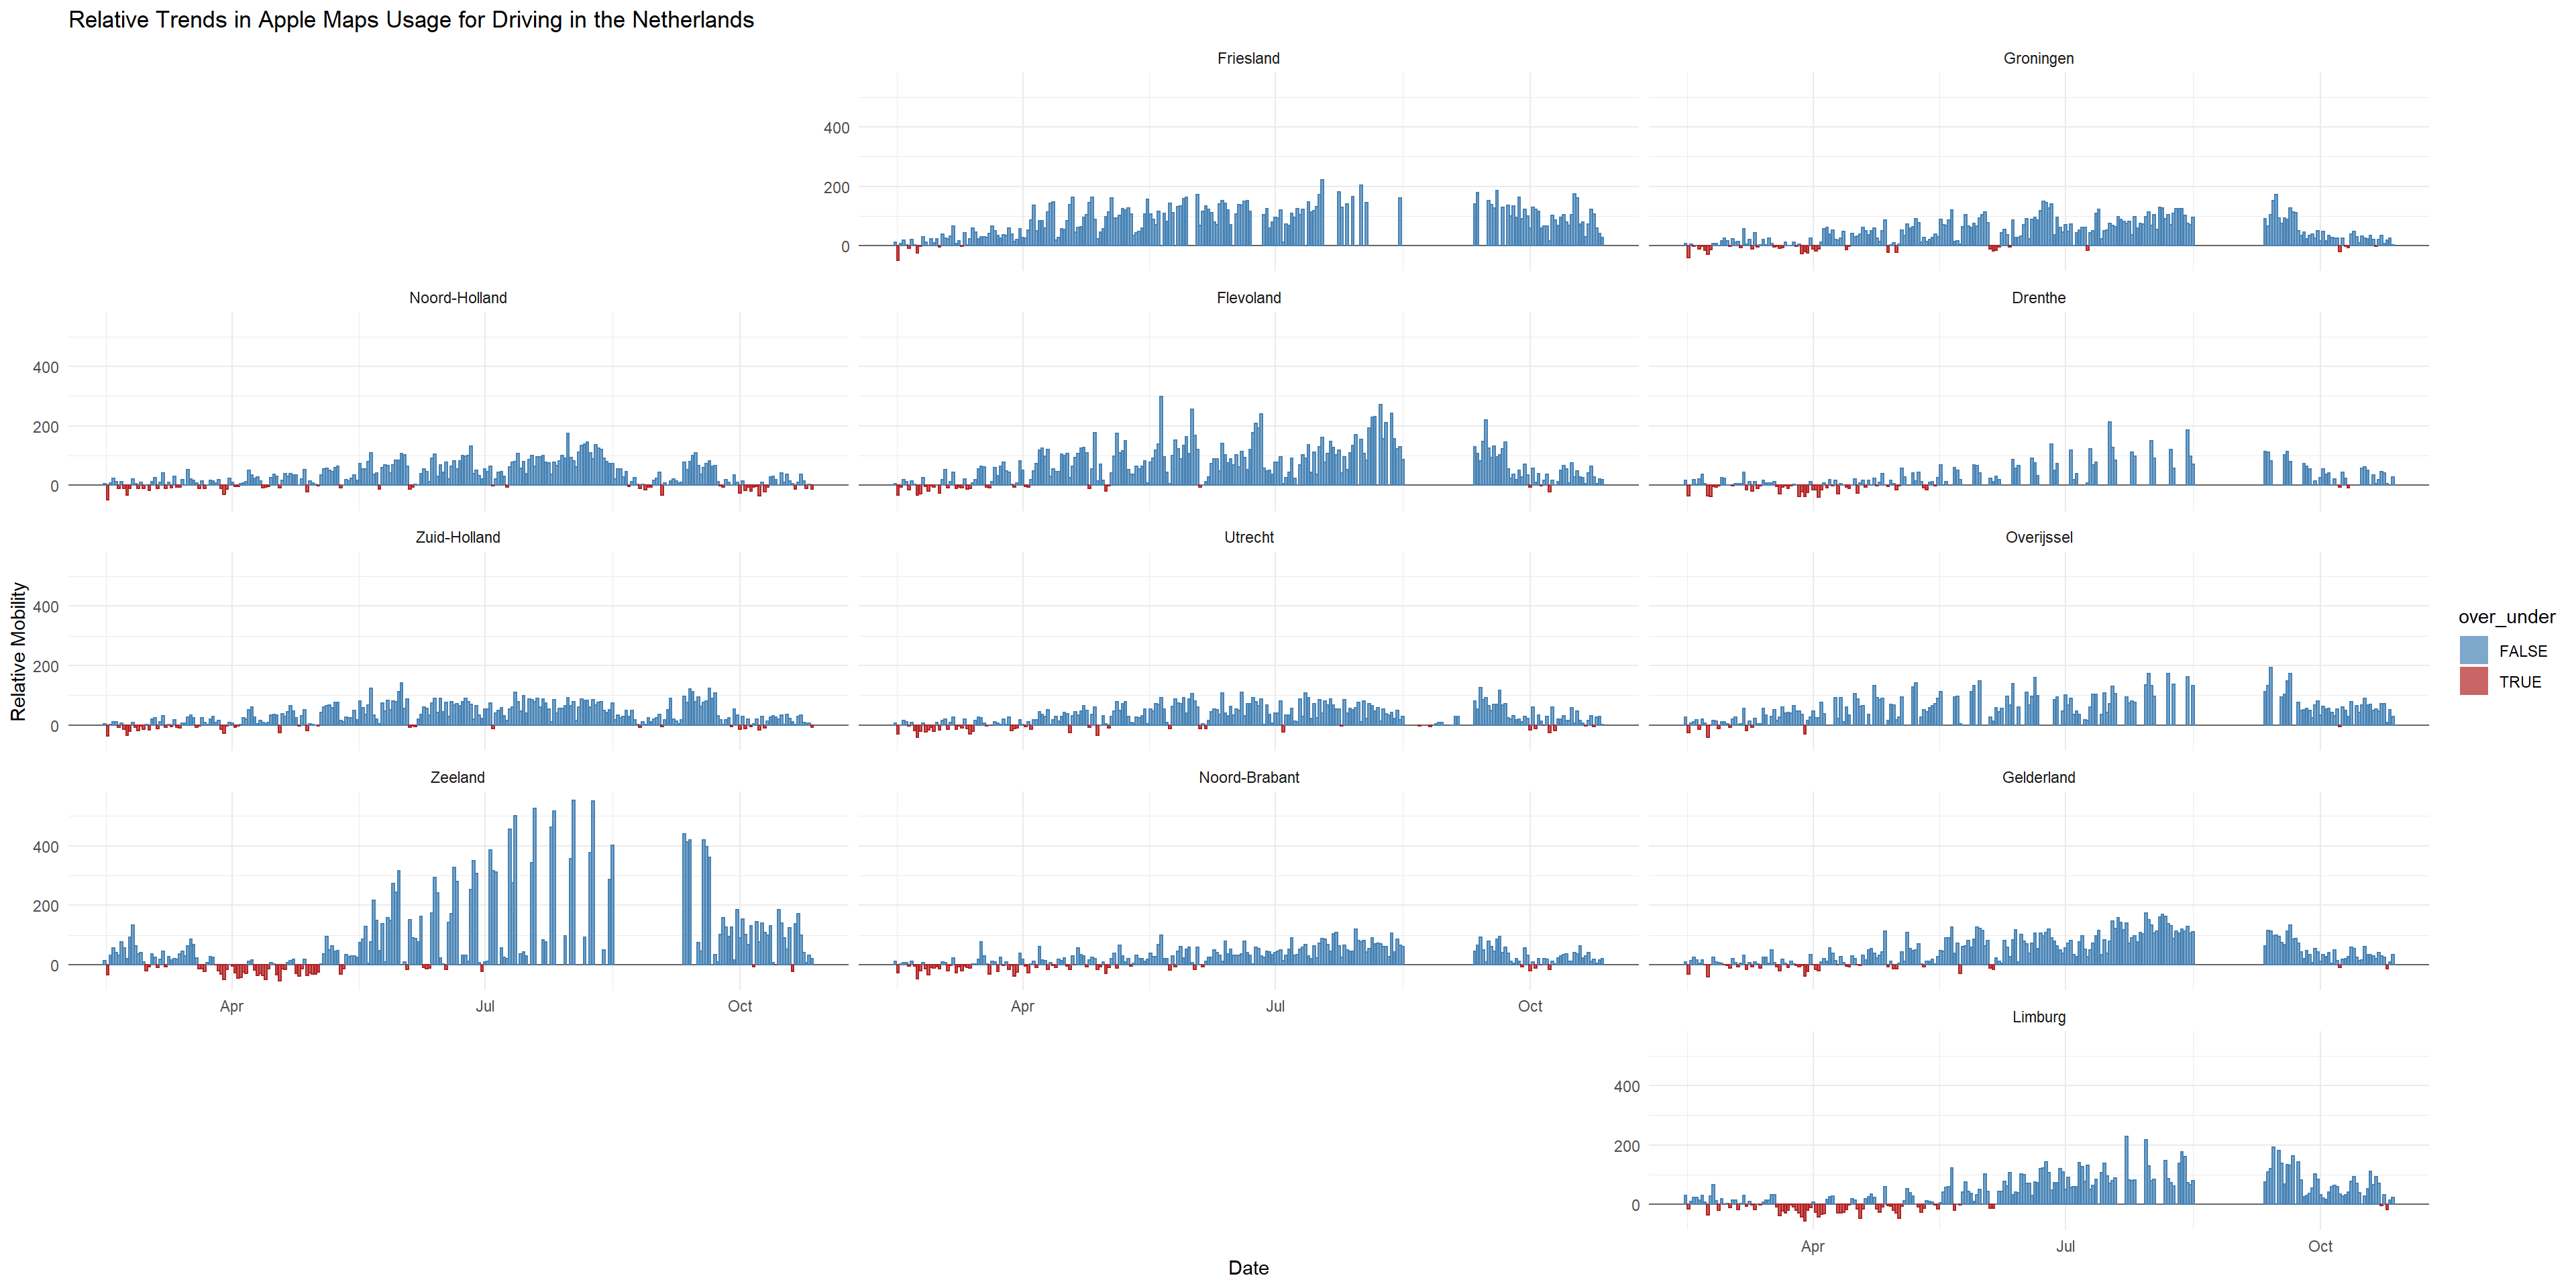 Relative Trends in Apple Maps Usage for Driving in the Netherlands
Friesland
Groningen
400
200
0
Noord-Holland
Flevoland
Drenthe
400
200
0
Zuid-Holland
Utrecht
Overijssel
400
200
0
Zeeland
Noord-Brabant
Gelderland
400
200
0
Apr
Jul
Oct
Apr
Jul
Oct
Limburg
400
200
0
Apr
Jul
Oct
Relative Mobility
Date
over_under
FALSE
TRUE